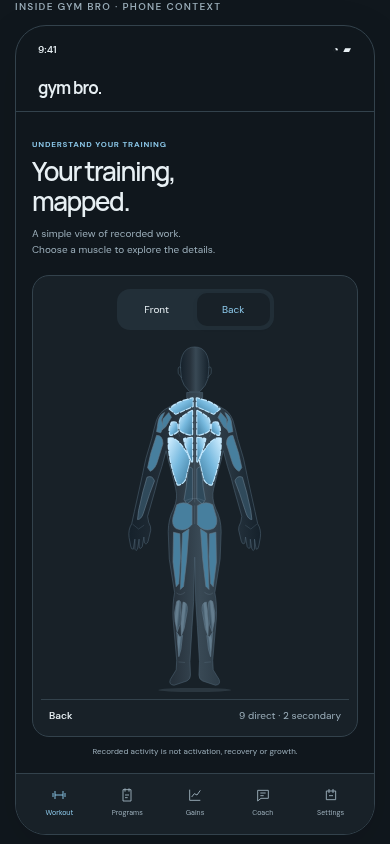 INSIDE GYM BRO · PHONE CONTEXT
9:41
gym bro.
UNDERSTAND YOUR TRAINING
Your training,
mapped.
A simple view of recorded work.
Choose a muscle to explore the details.
Front
Back
Back
9 direct · 2 secondary
Recorded activity is not activation, recovery or growth.
Workout
Programs
Gains
Coach
Settings